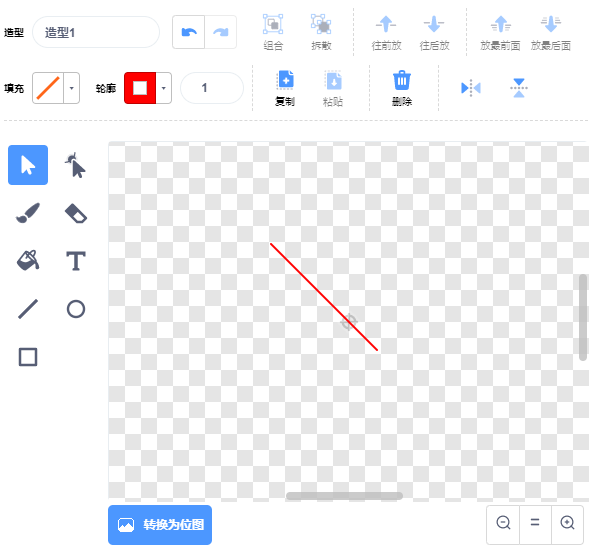 造型 造型1
组合 拆散 往前放 往后放 放最前面 放最后面
填充 轮廓 1
复制 粘贴 删除
转换为位图